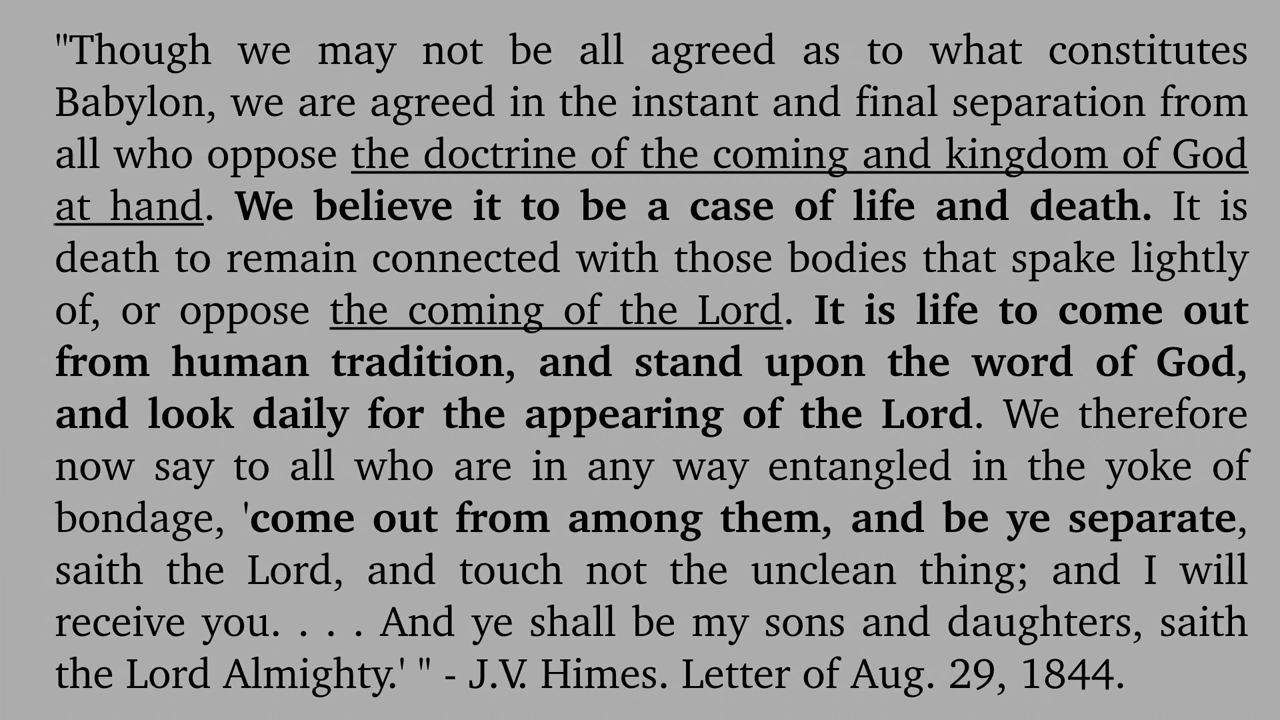 "Though we may not be all agreed as to what constitutes
Babylon, we are agreed in the instant and final separation from
all who oppose the doctrine of the coming and kingdom of God
at hand. We believe it to be a case of life and death. It is
death to remain connected with those bodies that spake lightly
of, or oppose the coming of the Lord. It is life to come out
from human tradition, and stand upon the word of God,
and look daily for the appearing of the Lord. We therefore
now say to all who are in any way entangled in the yoke of
bondage, 'come out from among them, and be ye separate,
saith the Lord, and touch not the unclean thing; and I will
receive you. . . . And ye shall be my sons and daughters, saith
the Lord Almighty.' " - J.V. Himes. Letter of Aug. 29, 1844.